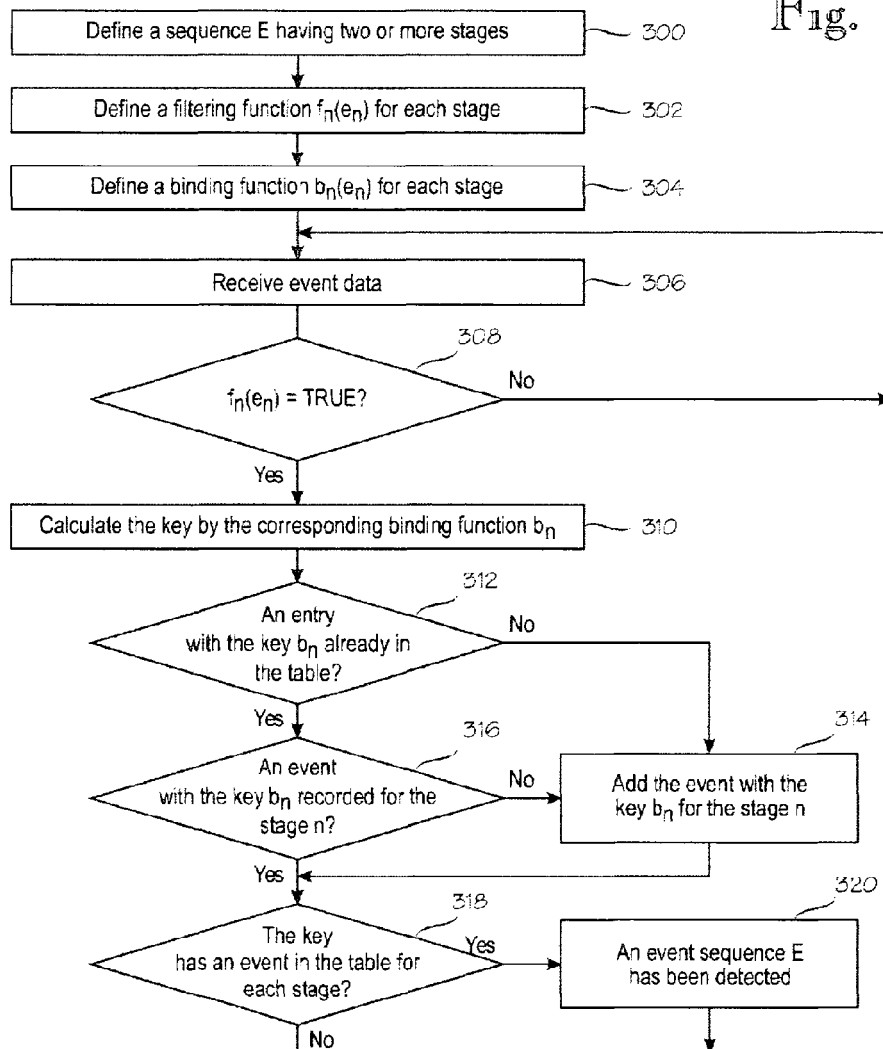 Fig.
Define a sequence E having two or more stages
300
Define a filtering function fn(en) for each stage
302
Define a binding function bn(en) for each stage
304
Receive event data
306
308
fn(en) = TRUE?
No
Yes
Calculate the key by the corresponding binding function bn
310
312
An entry
with the key bn already in
the table?
No
Yes
316
314
An event
with the key bn recorded for the
stage n?
No
Add the event with the
key bn for the stage n
Yes
318
320
The key
has an event in the table for
each stage?
Yes
An event sequence E
has been detected
No